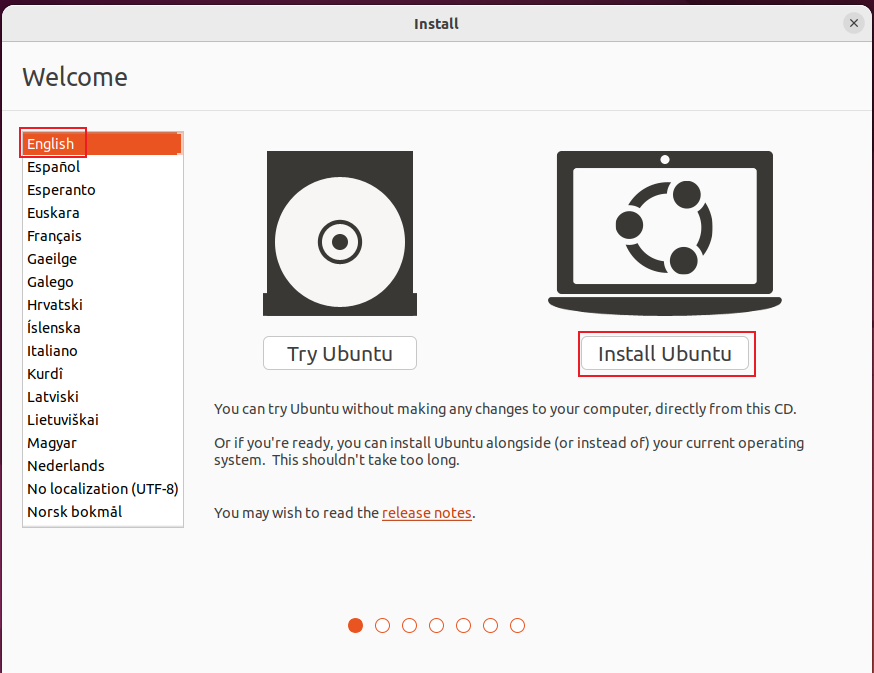 Install
Welcome
English
Español
Esperanto
Euskara
Français
Gaeilge
Galego
Hrvatski
Íslenska
Italiano
Kurdî
Latviski
Lietuviškai
Magyar
Nederlands
No localization (UTF-8)
Norsk bokmål
Try Ubuntu
Install Ubuntu
You can try Ubuntu without making any changes to your computer, directly from this CD.
Or if you're ready, you can install Ubuntu alongside (or instead of) your current operating
system.  This shouldn't take too long.
You may wish to read the release notes.